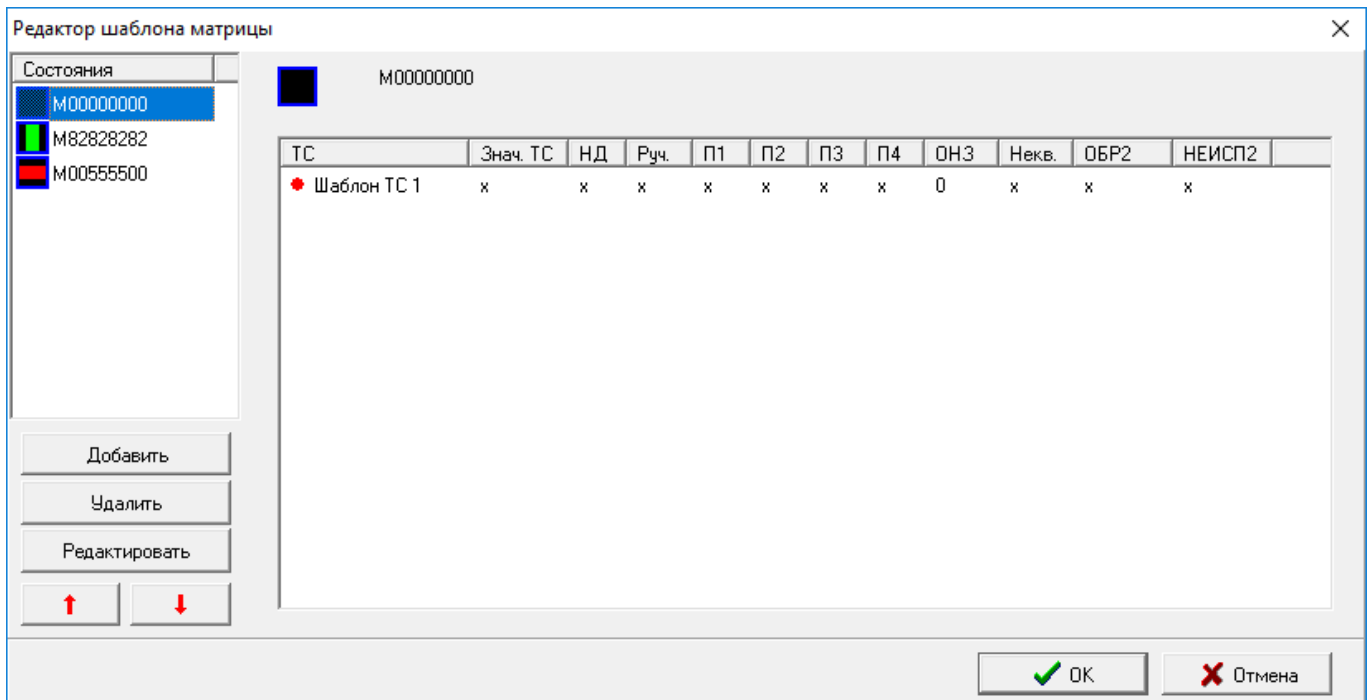 Редактор шаблона матрицы
Состояния
M00000000
M82828282
M00555500
M00000000
ТС Знач. ТС НД Руч. П1 П2 П3 П4 ОНЗ Некв. ОБР2 НЕИСП2
Шаблон ТС 1 x x x x x x x 0 x x x
Добавить
Удалить
Редактировать
OK Отмена